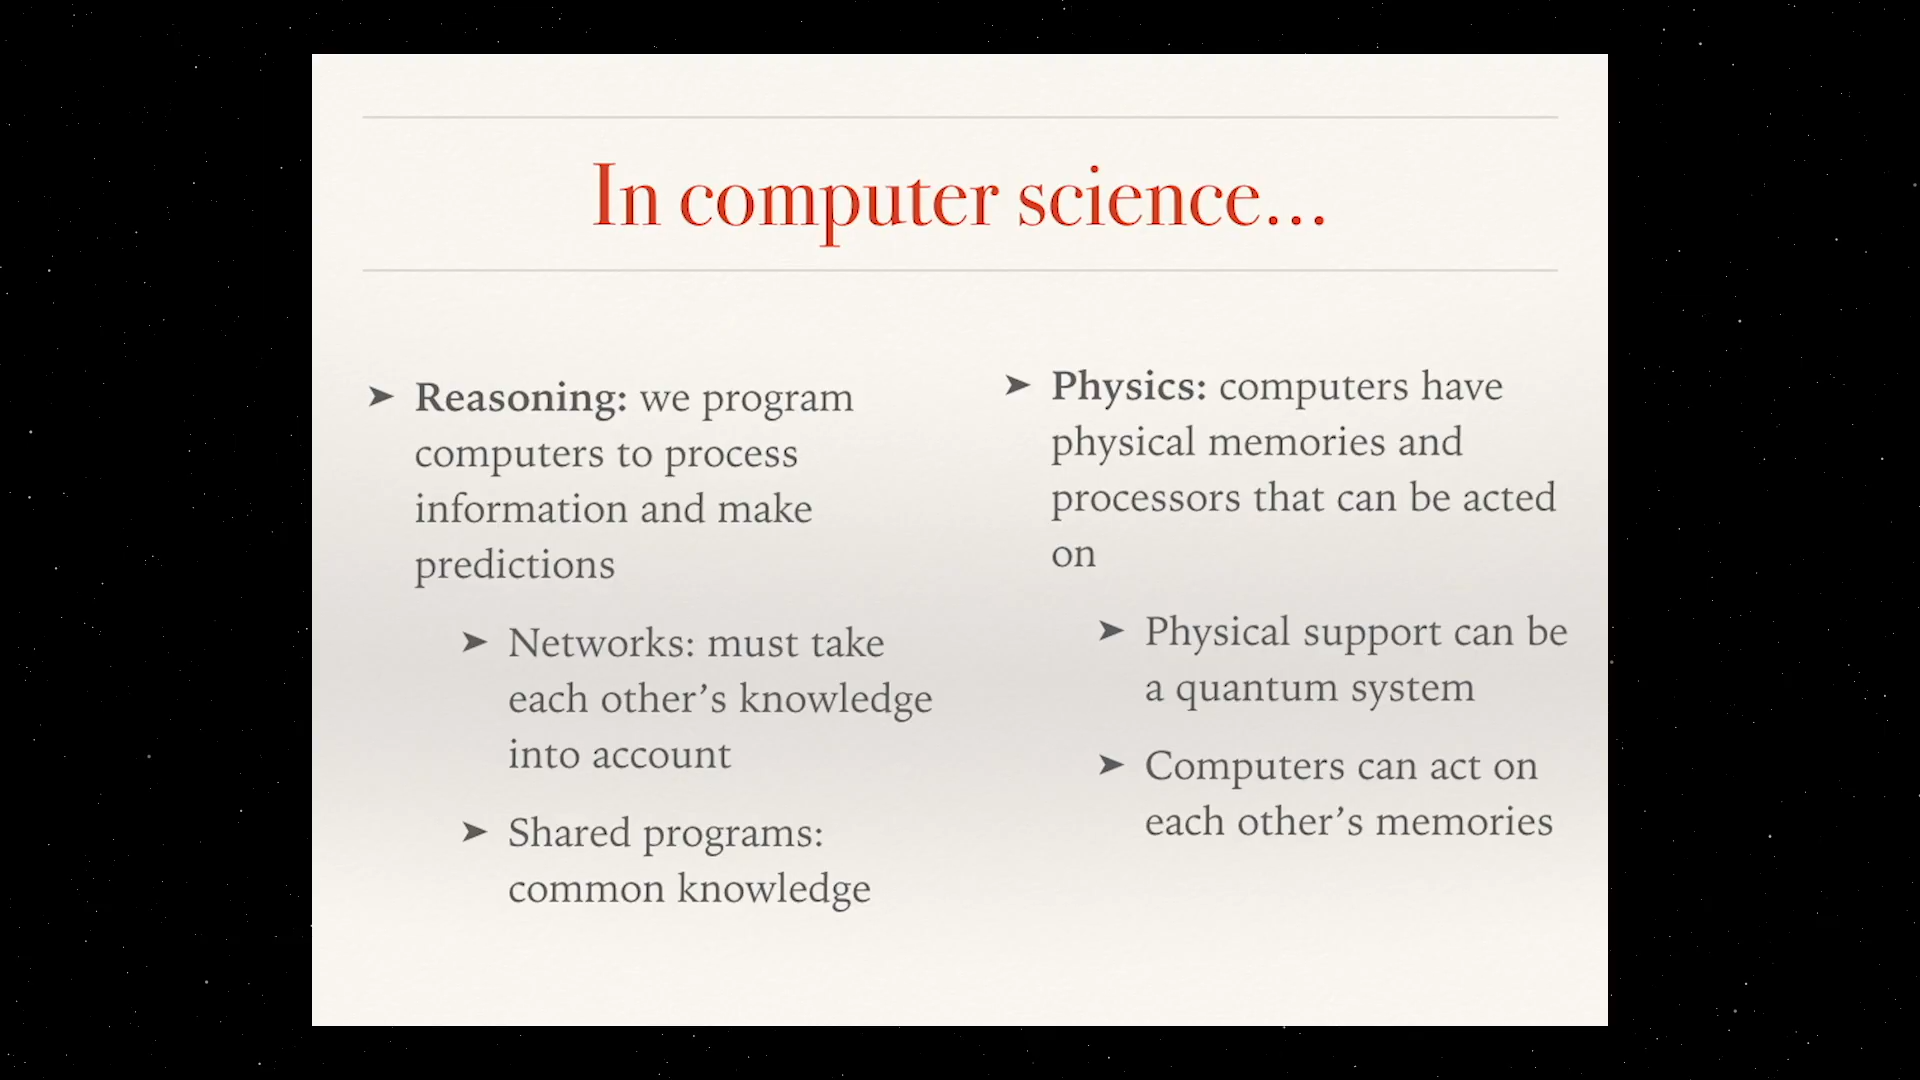 In computer science...
➤ Reasoning: we program
computers to process
information and make
predictions
➤ Networks: must take
each other’s knowledge
into account
➤ Shared programs:
common knowledge
➤ Physics: computers have
physical memories and
processors that can be acted
on
➤ Physical support can be
a quantum system
➤ Computers can act on
each other’s memories